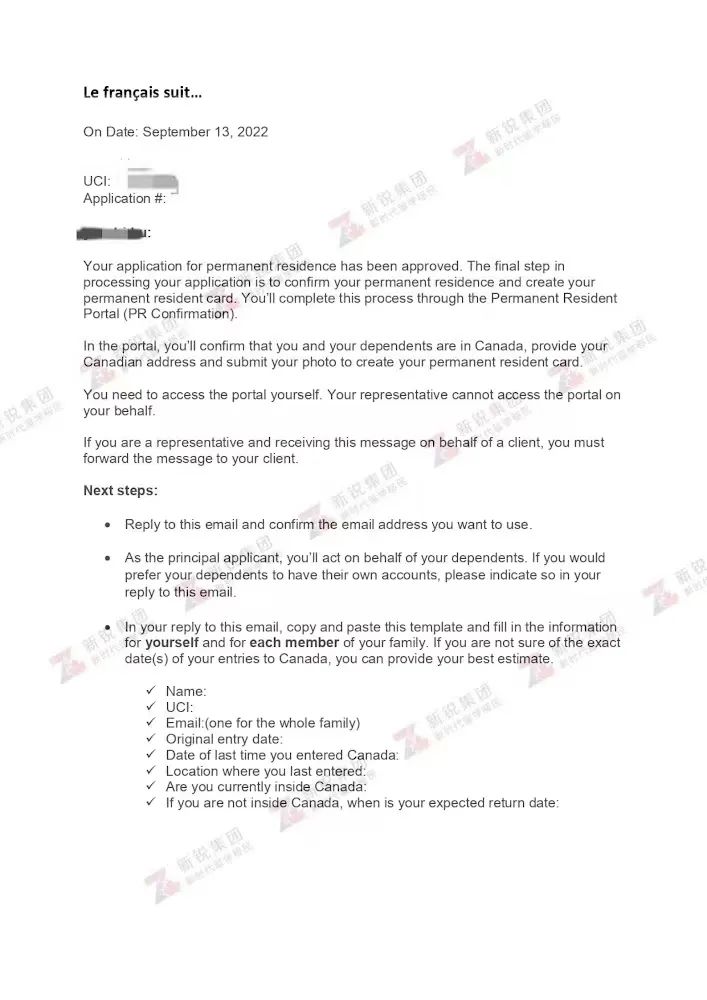 Le français suit...
On Date: September 13, 2022
UCI:
Application #:
Your application for permanent residence has been approved. The final step in
processing your application is to confirm your permanent residence and create your
permanent resident card. You'll complete this process through the Permanent Resident
Portal (PR Confirmation).
In the portal, you'll confirm that you and your dependents are in Canada, provide your
Canadian address and submit your photo to create your permanent resident card.
You need to access the portal yourself. Your representative cannot access the portal on
your behalf.
If you are a representative and receiving this message on behalf of a client, you must
forward the message to your client.
Next steps:
• Reply to this email and confirm the email address you want to use.
• As the principal applicant, you'll act on behalf of your dependents. If you would
prefer your dependents to have their own accounts, please indicate so in your
reply to this email.
• In your reply to this email, copy and paste this template and fill in the information
for yourself and for each member of your family. If you are not sure of the exact
date(s) of your entries to Canada, you can provide your best estimate.
✓ Name:
✓ UCI:
✓ Email:(one for the whole family)
✓ Original entry date:
✓ Date of last time you entered Canada:
✓ Location where you last entered:
✓ Are you currently inside Canada:
✓ If you are not inside Canada, when is your expected return date:
新锐集团
新时代留学移民